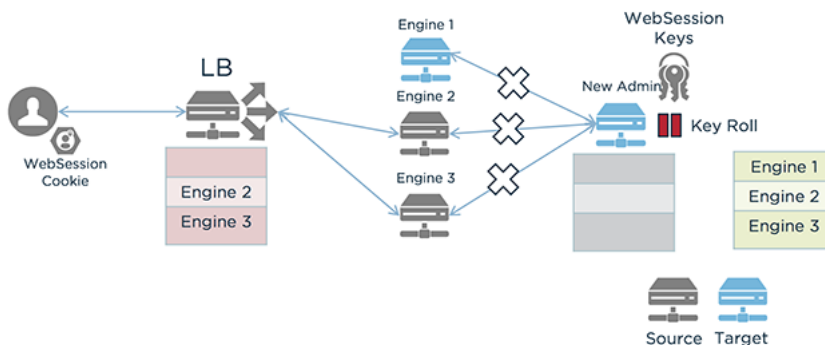 Engine 1
WebSession
Keys
LB
New Admin
Engine 2
Key Roll
WebSession
Cookie
Engine 3
Engine 2
Engine 3
Engine 1
Engine 2
Engine 3
Source
Target